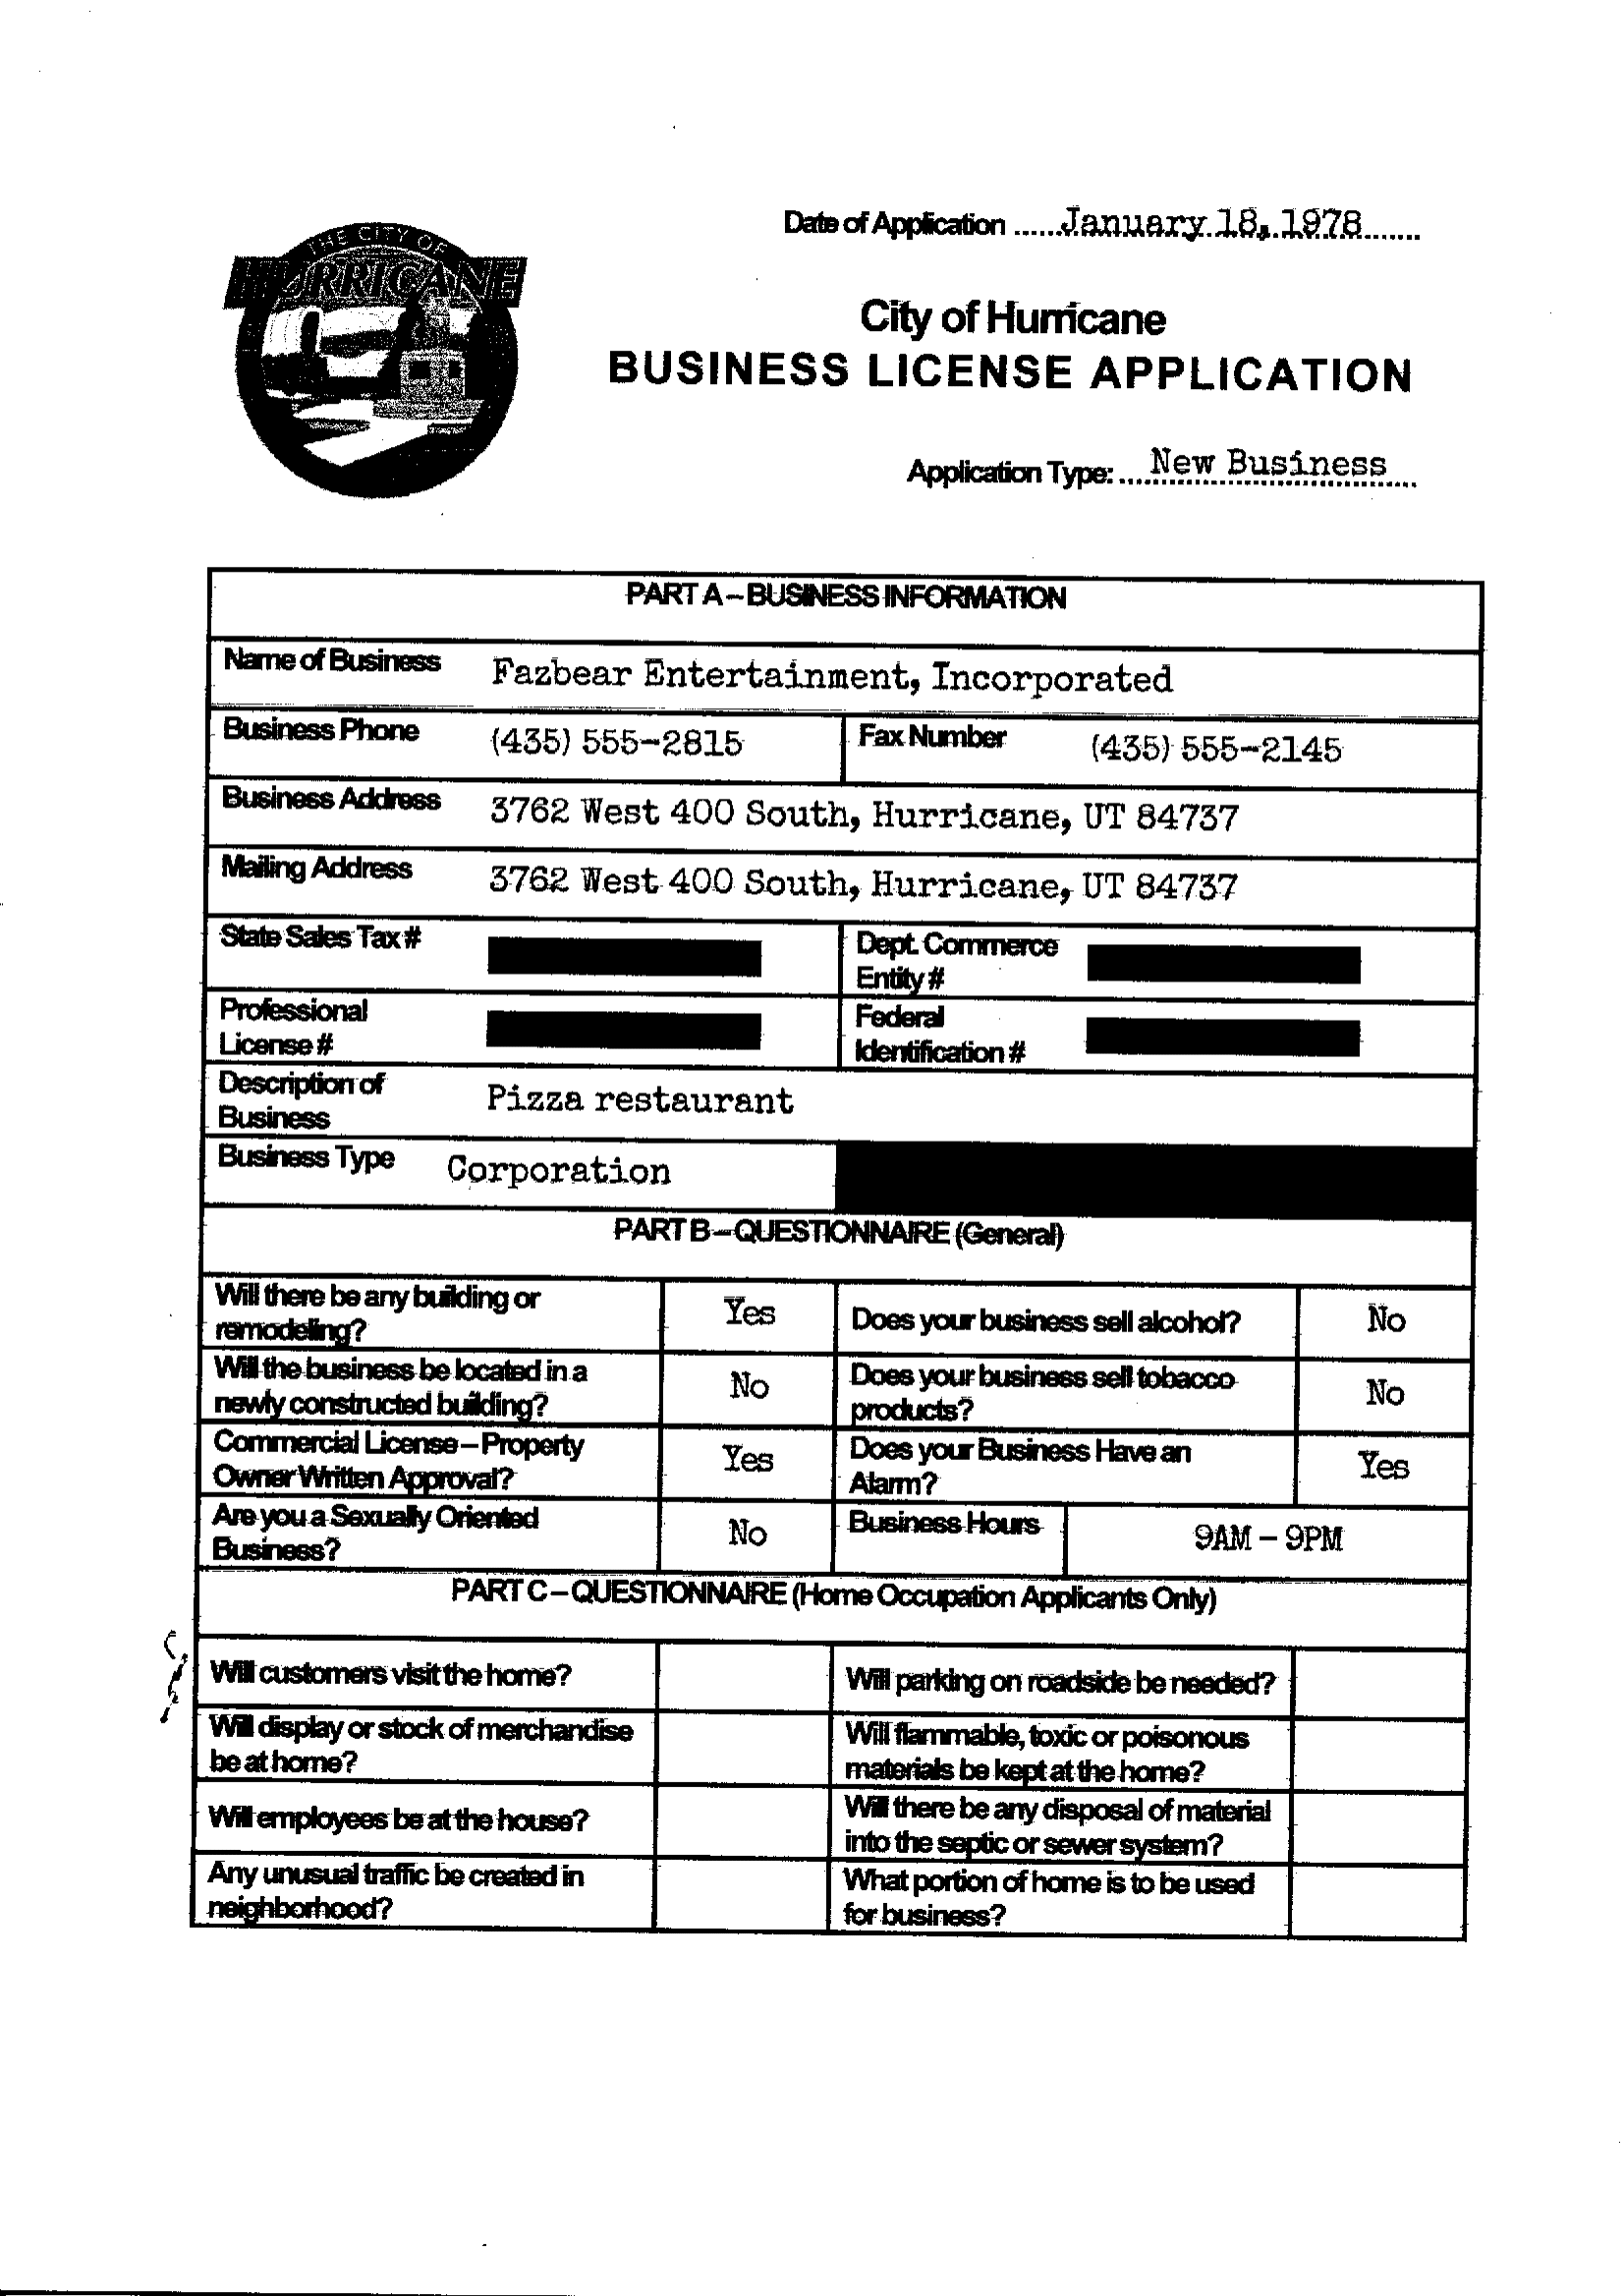 Date of Application ......January 18, 1978.......
THE CITY OF
HURRICANE
City of Hurricane
BUSINESS LICENSE APPLICATION
Application Type: ....New Business
PART A – BUSINESS INFORMATION
Name of Business Fazbear Entertainment, Incorporated
Business Phone (435) 555-2815 Fax Number (435) 555-2145
Business Address 3762 West 400 South, Hurricane, UT 84737
Mailing Address 3762 West 400 South, Hurricane, UT 84737
State Sales Tax # Dept. Commerce
Entity #
Professional Federal
License # Identification #
Description of Pizza restaurant
Business
Business Type Corporation
PART B – QUESTIONNAIRE (General)
Will there be any building or Yes Does your business sell alcohol? No
remodeling?
Will the business be located in a No Does your business sell tobacco No
newly constructed building? products?
Commercial License – Property Yes Does your Business Have an Yes
Owner Written Approval? Alarm?
Are you a Sexually Oriented No Business Hours 9AM – 9PM
Business?
PART C – QUESTIONNAIRE (Home Occupation Applicants Only)
Will customers visit the home? Will parking on roadside be needed?
Will display or stock of merchandise Will flammable, toxic or poisonous
be at home? materials be kept at the home?
Will employees be at the house? Will there be any disposal of material
into the septic or sewer system?
Any unusual traffic be created in What portion of home is to be used
neighborhood? for business?